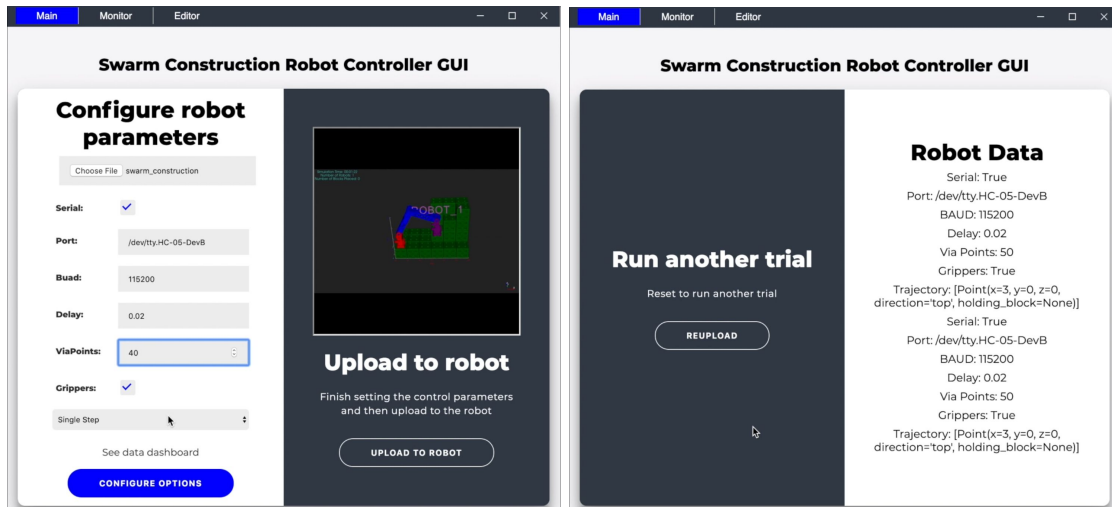 Main Monitor Editor
Swarm Construction Robot Controller GUI
Configure robot
parameters
Choose File swarm_construction
Serial:
Port: /dev/tty.HC-05-DevB
Buad: 115200
Delay: 0.02
ViaPoints: 40
Grippers:
Single Step
See data dashboard
CONFIGURE OPTIONS
ROBOT_1
Upload to robot
Finish setting the control parameters
and then upload to the robot
UPLOAD TO ROBOT
Main Monitor Editor
Swarm Construction Robot Controller GUI
Run another trial
Reset to run another trial
REUPLOAD
Robot Data
Serial: True
Port: /dev/tty.HC-05-DevB
BAUD: 115200
Delay: 0.02
Via Points: 50
Grippers: True
Trajectory: [Point(x=3, y=0, z=0,
direction='top', holding_block=None)]
Serial: True
Port: /dev/tty.HC-05-DevB
BAUD: 115200
Delay: 0.02
Via Points: 50
Grippers: True
Trajectory: [Point(x=3, y=0, z=0,
direction='top', holding_block=None)]